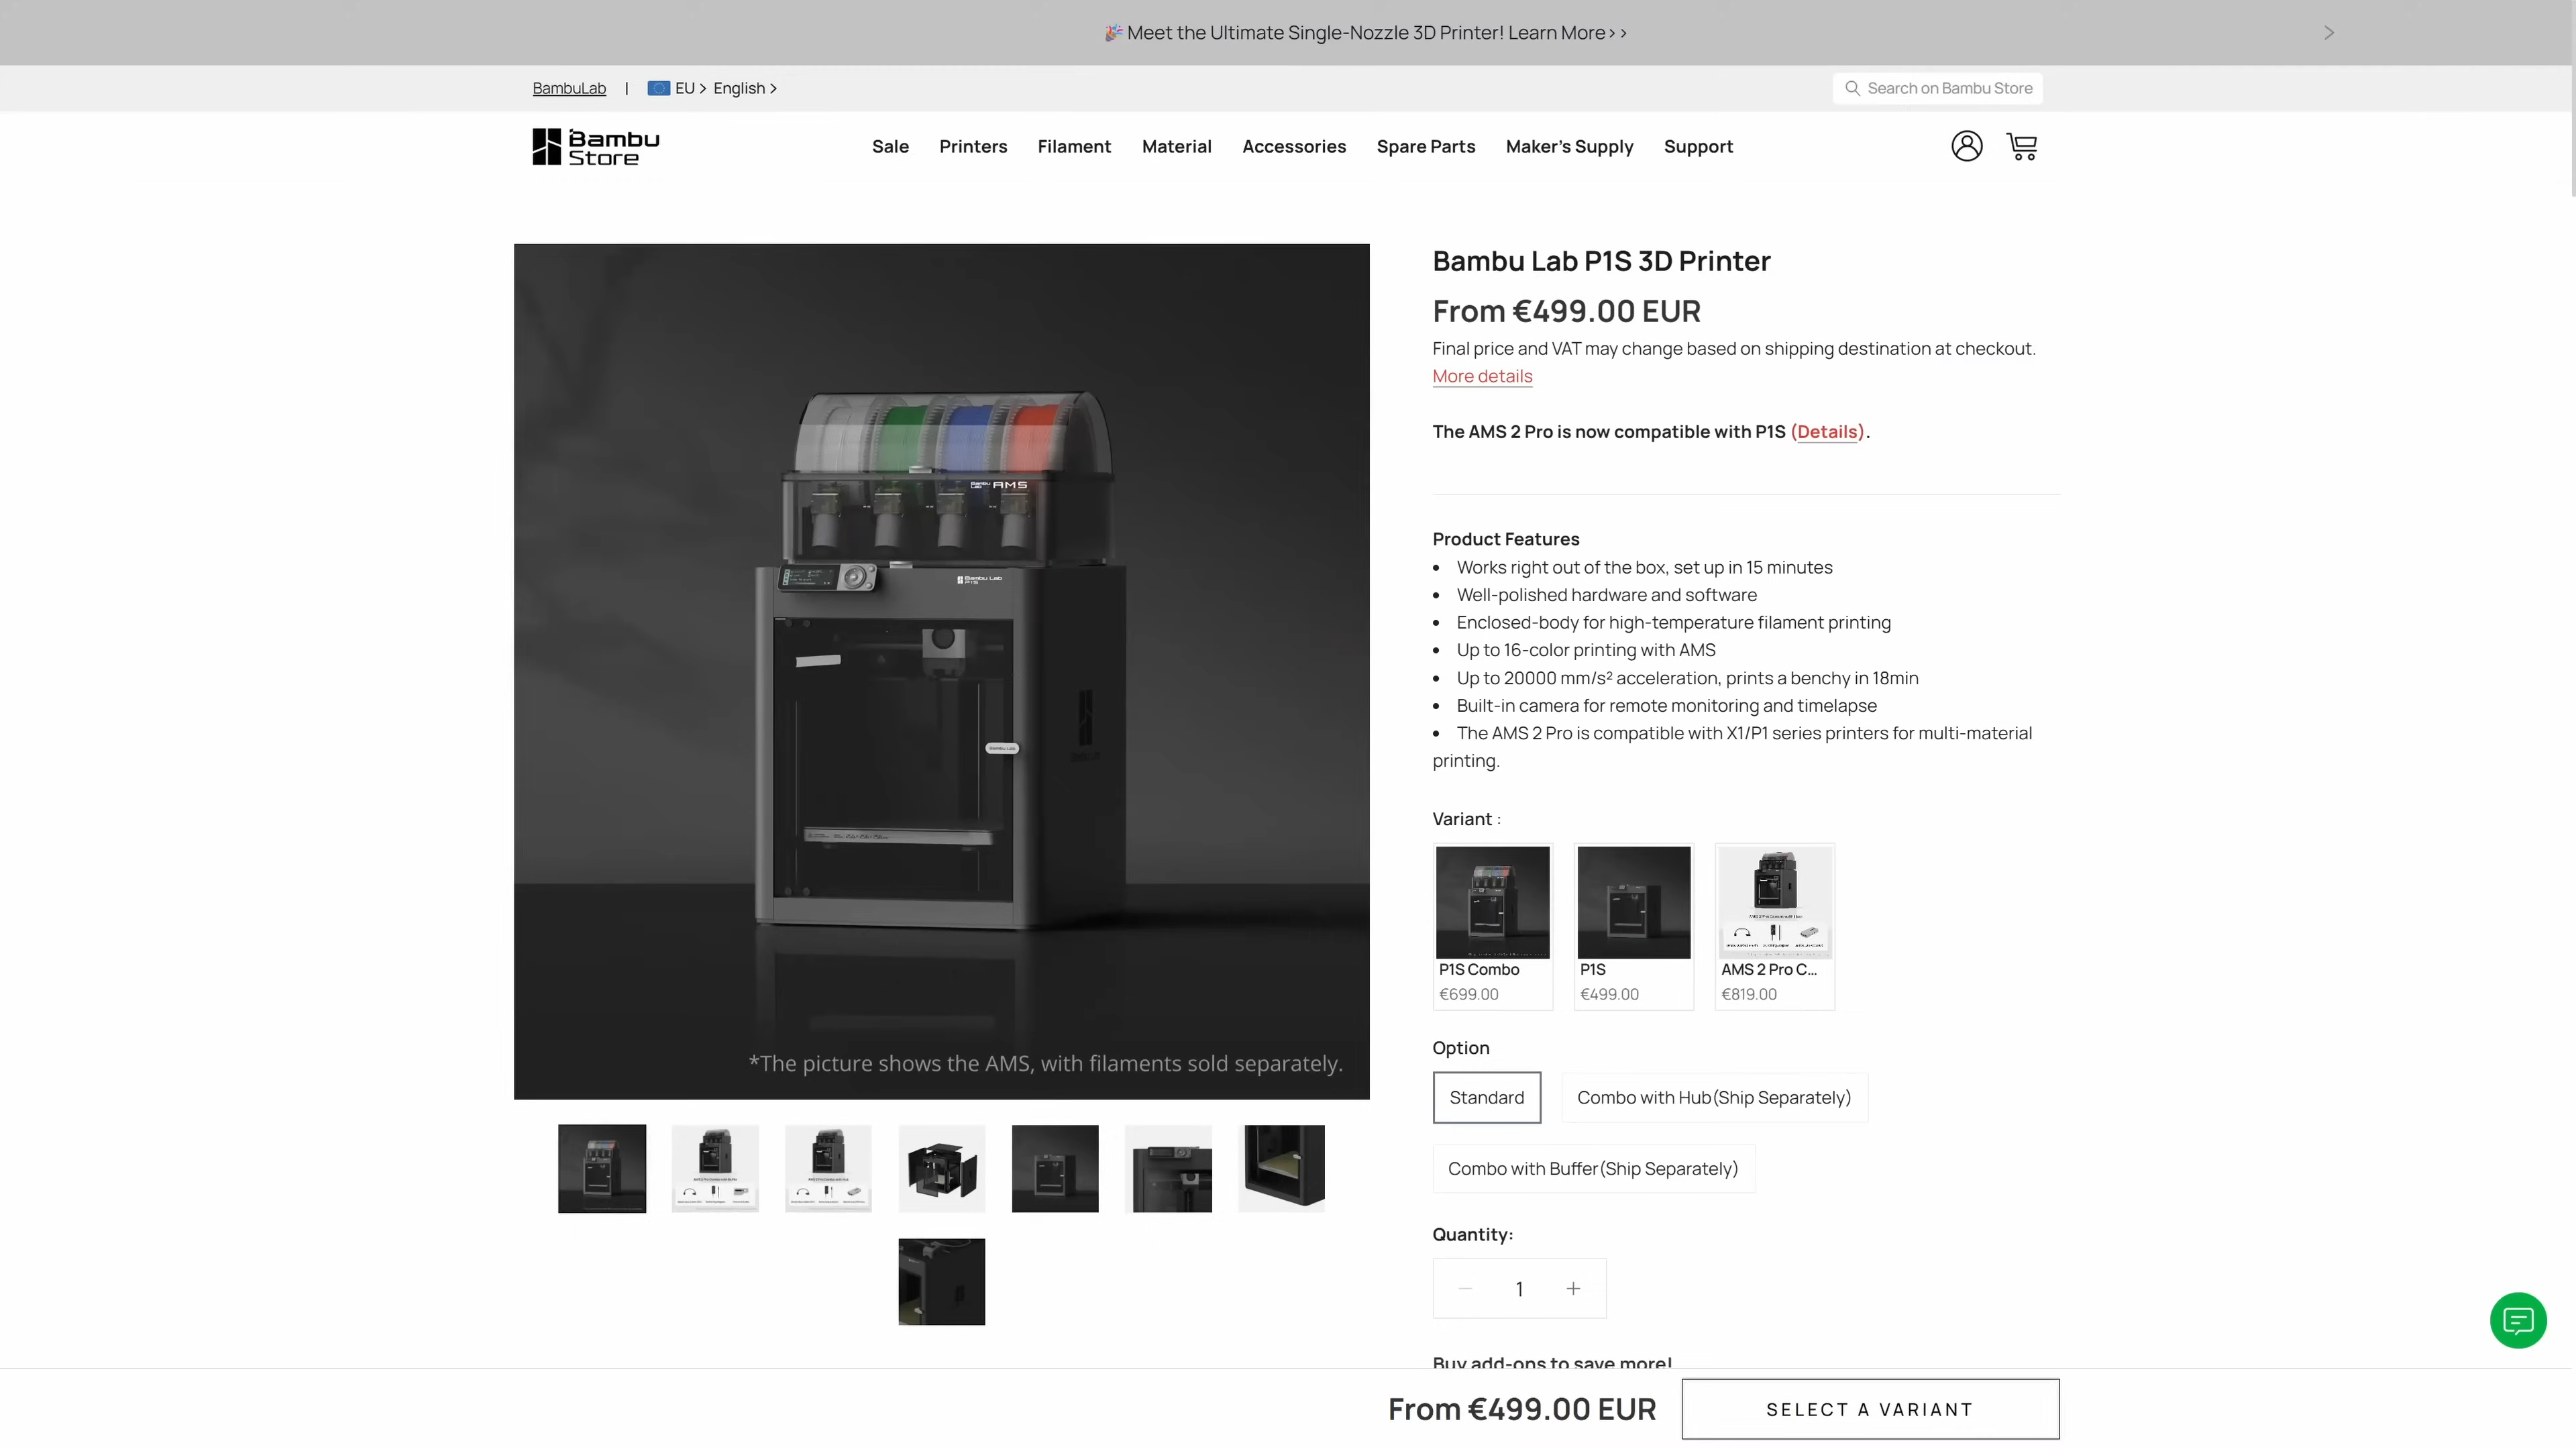 🎉 Meet the Ultimate Single-Nozzle 3D Printer! Learn More>>
BambuLab | EU > English >
Search on Bambu Store
Bambu
Store
Sale Printers Filament Material Accessories Spare Parts Maker's Supply Support
Bambu Lab P1S 3D Printer
From €499.00 EUR
Final price and VAT may change based on shipping destination at checkout.
More details
The AMS 2 Pro is now compatible with P1S (Details).
Bambu Lab AMS
Bambu Lab
P1S
Bambu Lab
*The picture shows the AMS, with filaments sold separately.
Product Features
• Works right out of the box, set up in 15 minutes
• Well-polished hardware and software
• Enclosed-body for high-temperature filament printing
• Up to 16-color printing with AMS
• Up to 20000 mm/s² acceleration, prints a benchy in 18min
• Built-in camera for remote monitoring and timelapse
• The AMS 2 Pro is compatible with X1/P1 series printers for multi-material
printing.
Variant :
P1S Combo
€699.00
P1S
€499.00
AMS 2 Pro C...
€819.00
Option
Standard
Combo with Hub(Ship Separately)
Combo with Buffer(Ship Separately)
Quantity:
1
Buy add-ons to save more!
From €499.00 EUR
SELECT A VARIANT